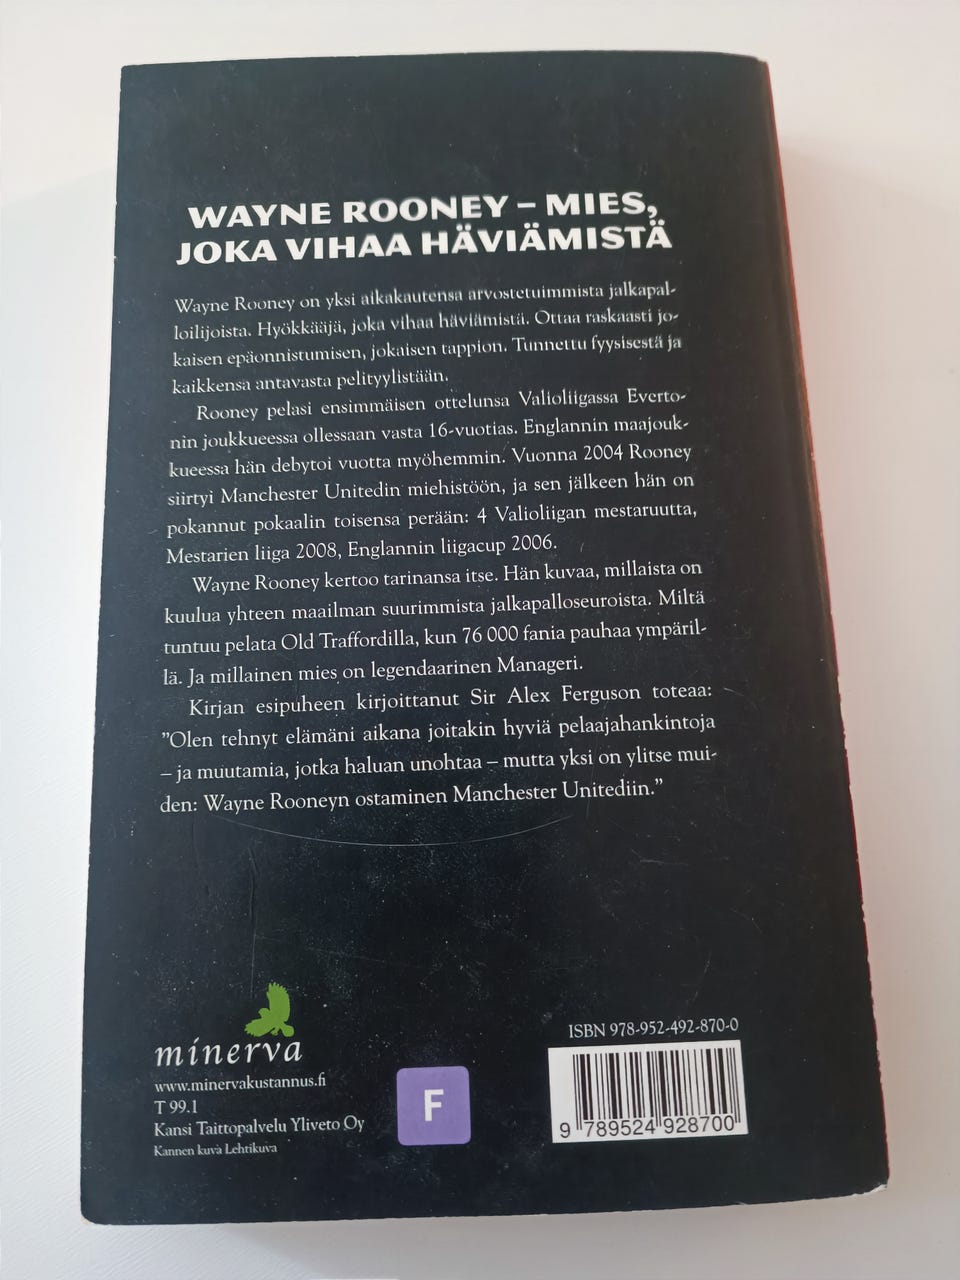 WAYNE ROONEY – MIES,
JOKA VIHAA HÄVIÄMISTÄ
Wayne Rooney on yksi aikakautensa arvostetuimmista jalkapal-
loilijoista. Hyökkääjä, joka vihaa häviämistä. Ottaa raskaasti jo-
kaisen epäonnistumisen, jokaisen tappion. Tunnettu fyysisestä ja
kaikkensa antavasta pelityylistään.
Rooney pelasi ensimmäisen ottelunsa Valioliigassa Everto-
nin joukkueessa ollessaan vasta 16-vuotias. Englannin maajouk-
kueessa hän debytoi vuotta myöhemmin. Vuonna 2004 Rooney
siirtyi Manchester Unitedin miehistöön, ja sen jälkeen hän on
pokannut pokaalin toisensa perään: 4 Valioliigan mestaruutta,
Mestarien liiga 2008, Englannin liigacup 2006.
Wayne Rooney kertoo tarinansa itse. Hän kuvaa, millaista on
kuulua yhteen maailman suurimmista jalkapalloseuroista. Miltä
tuntuu pelata Old Traffordilla, kun 76 000 fania pauhaa ympäril-
lä. Ja millainen mies on legendaarinen Manageri.
Kirjan esipuheen kirjoittanut Sir Alex Ferguson toteaa:
”Olen tehnyt elämäni aikana joitakin hyviä pelaajahankintoja
– ja muutamia, jotka haluan unohtaa – mutta yksi on ylitse mui-
den: Wayne Rooneyn ostaminen Manchester Unitediin.”
minerva
www.minervakustannus.fi
T 99.1
Kansi Taittopalvelu Yliveto Oy
Kannen kuva Lehtikuva
F
ISBN 978-952-492-870-0
9 789524 928700